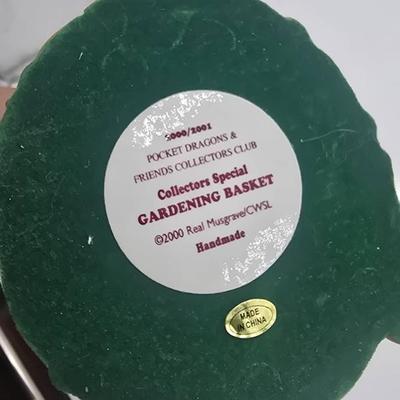 2000/2001
POCKET DRAGONS &
FRIENDS COLLECTORS CLUB
Collectors Special
GARDENING BASKET
©2000 Real Musgrave/CWSL
Handmade
MADE
IN CHINA